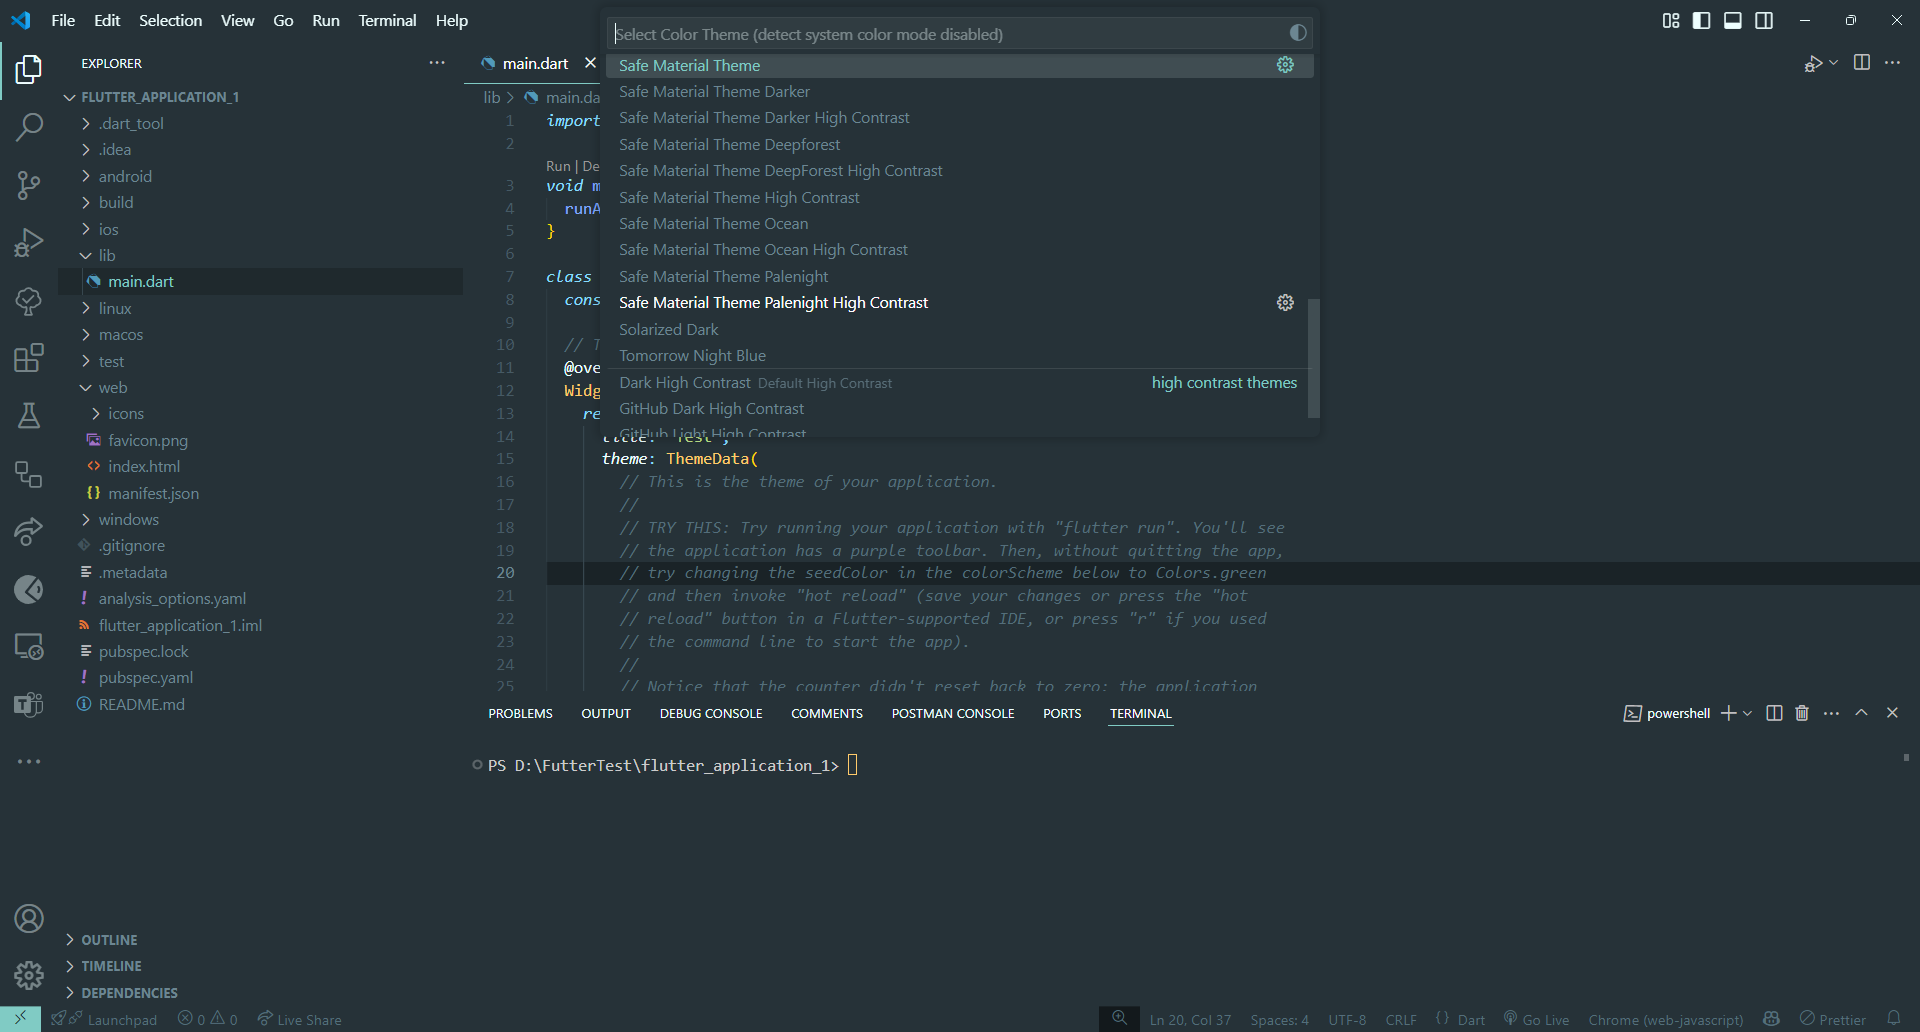 File Edit Selection View Go Run Terminal Help
Select Color Theme (detect system color mode disabled)
Safe Material Theme
Safe Material Theme Darker
Safe Material Theme Darker High Contrast
Safe Material Theme Deepforest
Safe Material Theme DeepForest High Contrast
Safe Material Theme High Contrast
Safe Material Theme Ocean
Safe Material Theme Ocean High Contrast
Safe Material Theme Palenight
Safe Material Theme Palenight High Contrast
Solarized Dark
Tomorrow Night Blue
Dark High Contrast Default High Contrast high contrast themes
GitHub Dark High Contrast
GitHub Light High Contrast
EXPLORER
FLUTTER_APPLICATION_1
.dart_tool
.idea
android
build
ios
lib
main.dart
linux
macos
test
web
icons
favicon.png
index.html
manifest.json
windows
.gitignore
.metadata
analysis_options.yaml
flutter_application_1.iml
pubspec.lock
pubspec.yaml
README.md
OUTLINE
TIMELINE
DEPENDENCIES
main.dart
lib > main.da
1 import
2
Run | De
3 void m
4 runA
5 }
6
7 class
8 cons
9
10 // T
11 @ove
12 Widg
13 re
14 title: 'Test',
15 theme: ThemeData(
16 // This is the theme of your application.
17 //
18 // TRY THIS: Try running your application with "flutter run". You'll see
19 // the application has a purple toolbar. Then, without quitting the app,
20 // try changing the seedColor in the colorScheme below to Colors.green
21 // and then invoke "hot reload" (save your changes or press the "hot
22 // reload" button in a Flutter-supported IDE, or press "r" if you used
23 // the command line to start the app).
24 //
25 // Notice that the counter didn't reset back to zero; the application
PROBLEMS OUTPUT DEBUG CONSOLE COMMENTS POSTMAN CONSOLE PORTS TERMINAL
powershell
PS D:\FutterTest\flutter_application_1>
Launchpad 0 0 Live Share
Ln 20, Col 37 Spaces: 4 UTF-8 CRLF {} Dart Go Live Chrome (web-javascript) Prettier